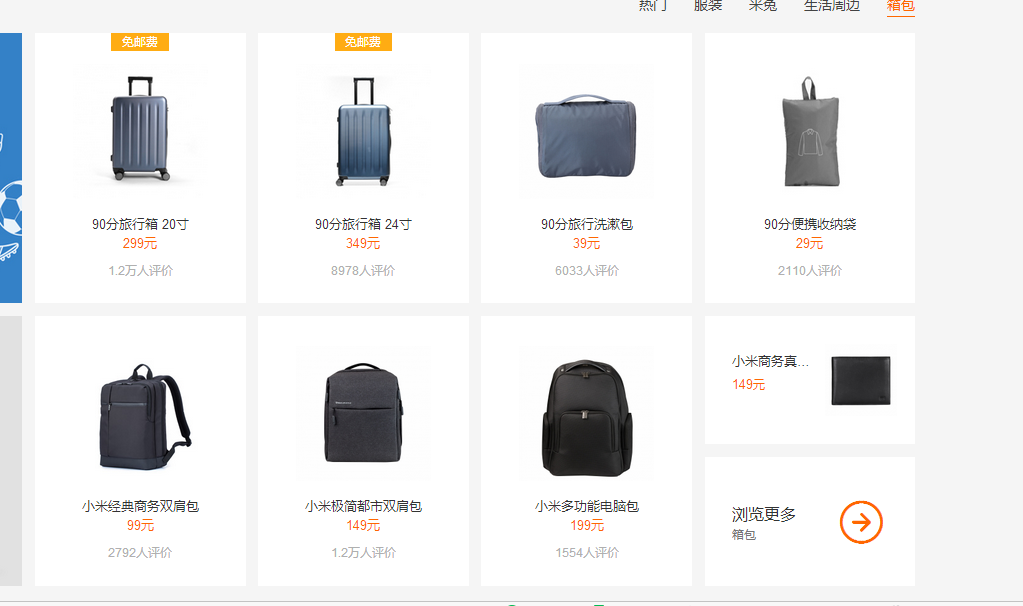 热门 服装 米兔 生活周边 箱包
免邮费 免邮费
90分旅行箱 20寸
299元
1.2万人评价
90分旅行箱 24寸
349元
8978人评价
90分旅行洗漱包
39元
6033人评价
90分便携收纳袋
29元
2110人评价
小米经典商务双肩包
99元
2792人评价
小米极简都市双肩包
149元
1.2万人评价
小米多功能电脑包
199元
1554人评价
小米商务真...
149元
浏览更多
箱包